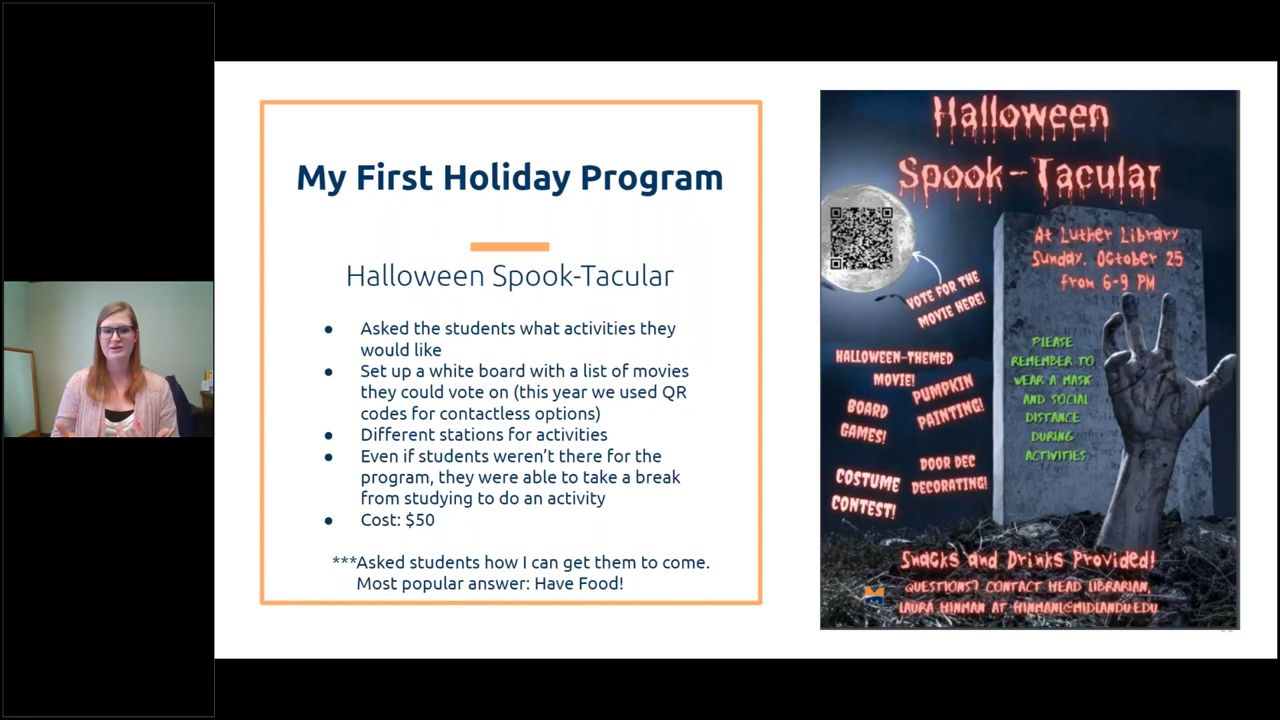 My First Holiday Program
Halloween Spook-Tacular
● Asked the students what activities they
would like
● Set up a white board with a list of movies
they could vote on (this year we used QR
codes for contactless options)
● Different stations for activities
● Even if students weren't there for the
program, they were able to take a break
from studying to do an activity
● Cost: $50
***Asked students how I can get them to come.
Most popular answer: Have Food!
Halloween
Spook-Tacular
At Luther Library
Sunday, October 25
from 6-9 PM
VOTE FOR THE
MOVIE HERE!
HALLOWEEN-THEMED
MOVIE!
PUMPKIN
PAINTING!
BOARD
GAMES!
DOOR DEC
DECORATING!
COSTUME
CONTEST!
PLEASE
REMEMBER TO
WEAR A MASK
AND SOCIAL
DISTANCE
DURING
ACTIVITIES
Snacks and Drinks Provided!
QUESTIONS? CONTACT HEAD LIBRARIAN,
LAURA HINMAN AT HINMANL@MIDLANDU.EDU